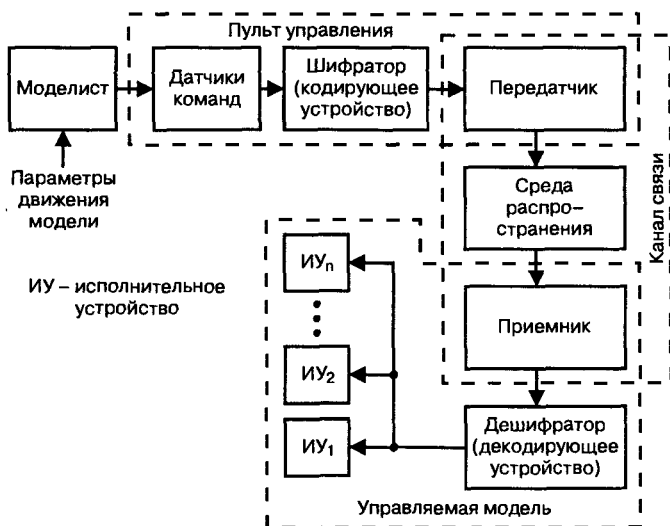 Пульт управления
Моделист
Датчики
команд
Шифратор
(кодирующее
устройство)
Передатчик
Параметры
движения
модели
Среда
распро-
странения
Канал связи
ИУ – исполнительное
устройство
ИУn
Приемник
ИУ2
ИУ1
Дешифратор
(декодирующее
устройство)
Управляемая модель